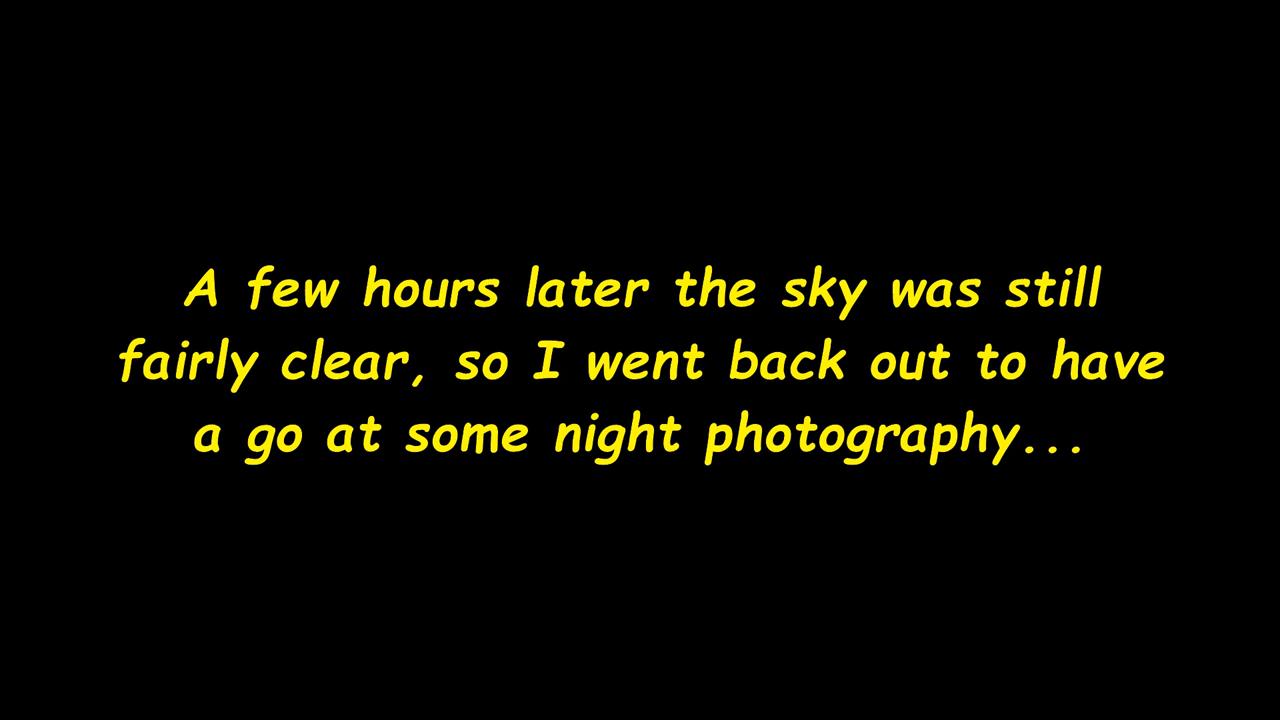 A few hours later the sky was still
fairly clear, so I went back out to have
a go at some night photography...